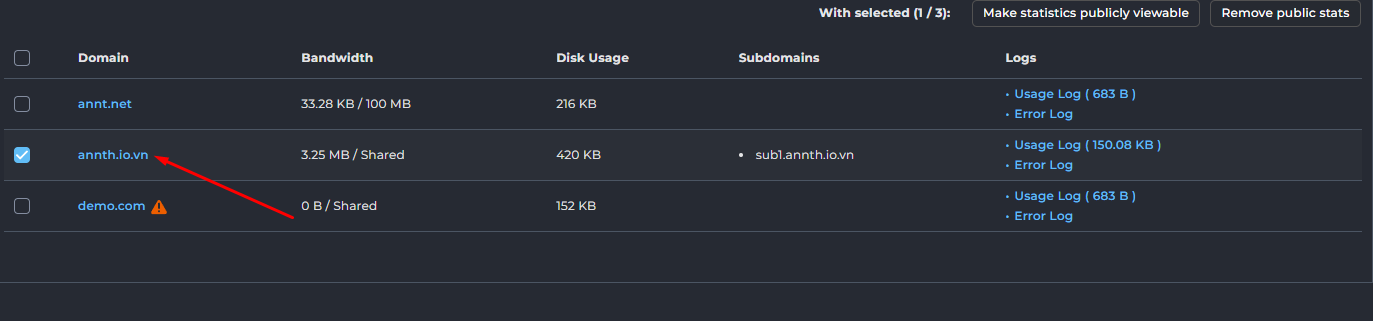 With selected (1 / 3): Make statistics publicly viewable Remove public stats
Domain Bandwidth Disk Usage Subdomains Logs
annt.net 33.28 KB / 100 MB 216 KB • Usage Log ( 683 B )
• Error Log
annth.io.vn 3.25 MB / Shared 420 KB • sub1.annth.io.vn • Usage Log ( 150.08 KB )
• Error Log
demo.com 0 B / Shared 152 KB • Usage Log ( 683 B )
• Error Log